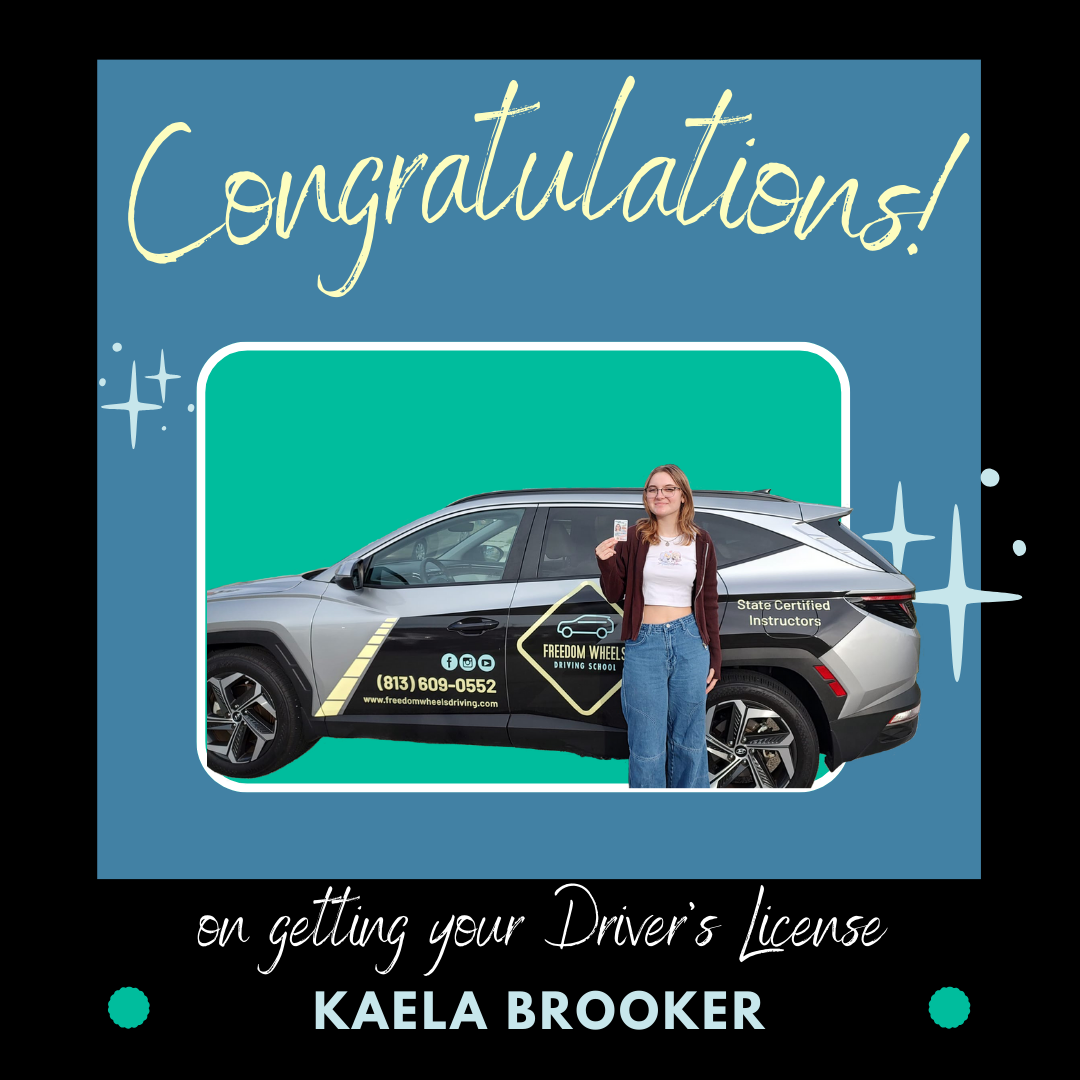 Congratulations!
State Certified
Instructors
FREEDOM WHEELS
DRIVING SCHOOL
(813) 609-0552
www.freedomwheelsdriving.com
on getting your Driver's License
KAELA BROOKER